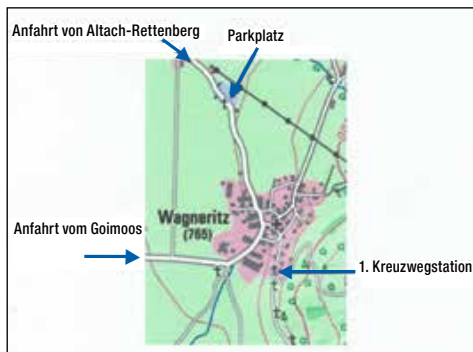 Anfahrt von Altach-Rettenberg
Parkplatz
Wagneritz
(765)
Anfahrt vom Goimoos
1. Kreuzwegstation